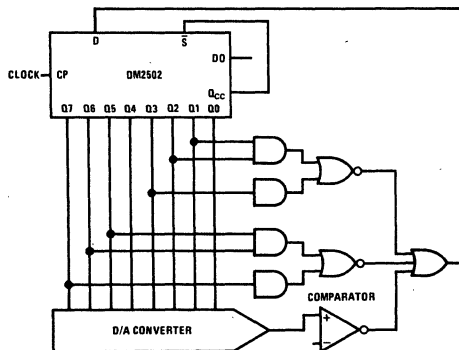 D S̅
DO
CLOCK CP DM2502
QCC
Q7 Q6 Q5 Q4 Q3 Q2 Q1 Q0
COMPARATOR
D/A CONVERTER
+
−